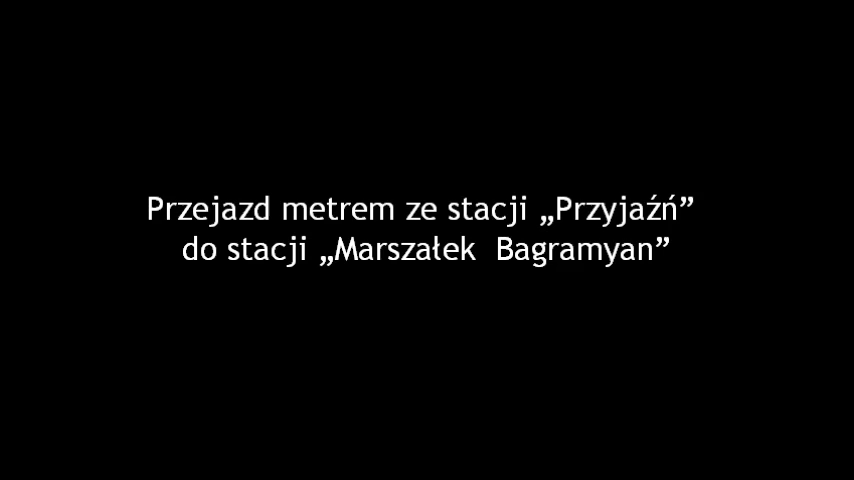 Przejazd metrem ze stacji „Przyjaźń”
do stacji „Marszałek  Bagramyan”